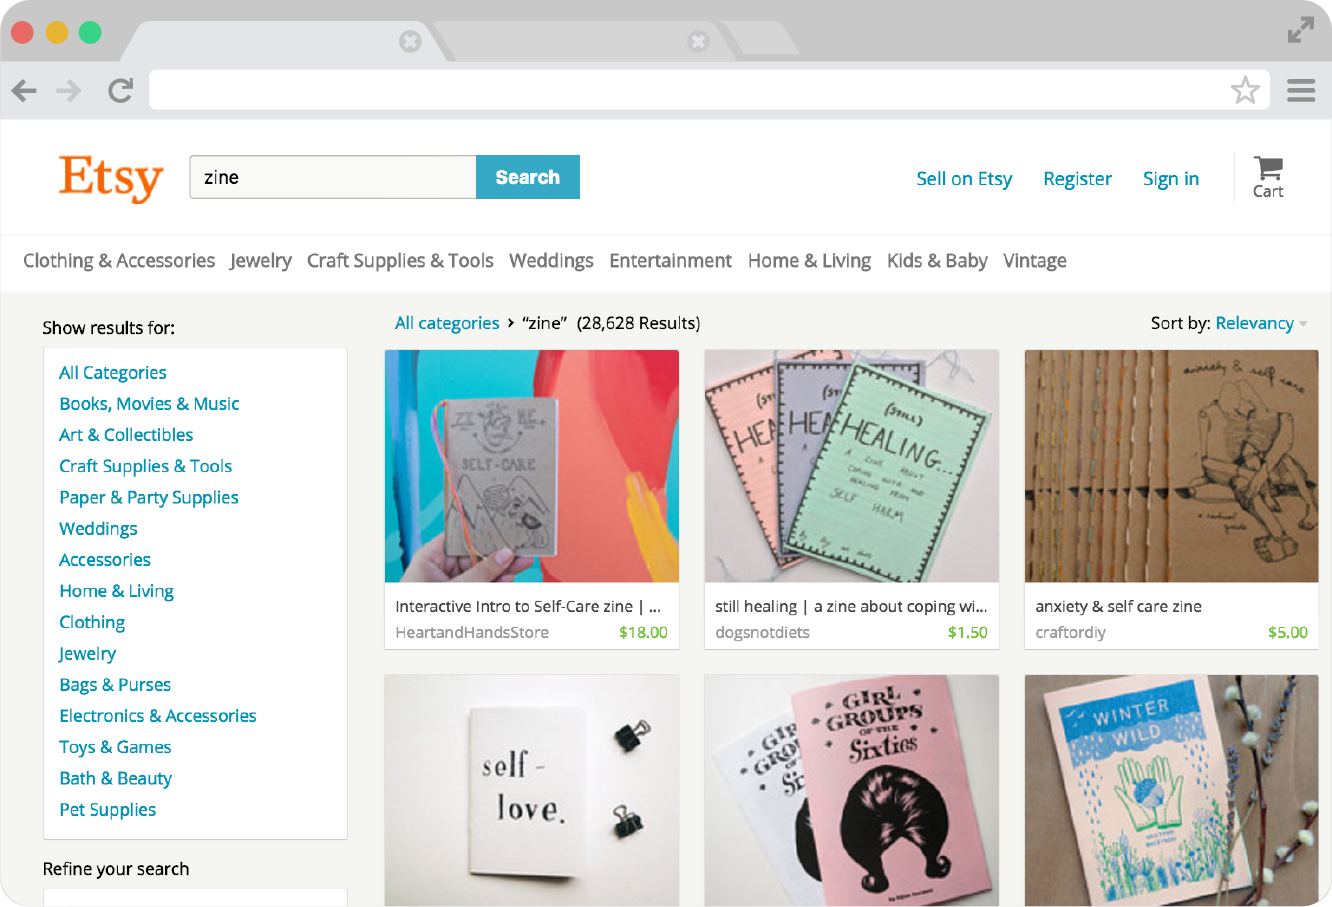 Etsy
zine
Search
Sell on Etsy
Register
Sign in
Cart
Clothing & Accessories
Jewelry
Craft Supplies & Tools
Weddings
Entertainment
Home & Living
Kids & Baby
Vintage
Show results for:
All Categories
Books, Movies & Music
Art & Collectibles
Craft Supplies & Tools
Paper & Party Supplies
Weddings
Accessories
Home & Living
Clothing
Jewelry
Bags & Purses
Electronics & Accessories
Toys & Games
Bath & Beauty
Pet Supplies
Refine your search
All categories › “zine” (28,628 Results)
Sort by: Relevancy
SELF-CARE
Interactive Intro to Self-Care zine | ...
HeartandHandsStore
$18.00
(STILL)
HEALING...
A ZINE ABOUT
COPING WITH AND
HEALING FROM
SELF HARM
still healing | a zine about coping wi...
dogsnotdiets
$1.50
anxiety & self care
anxiety & self care zine
craftordiy
$5.00
self-
love.
GIRL
GROUPS
OF THE
Sixties
WINTER
WILD